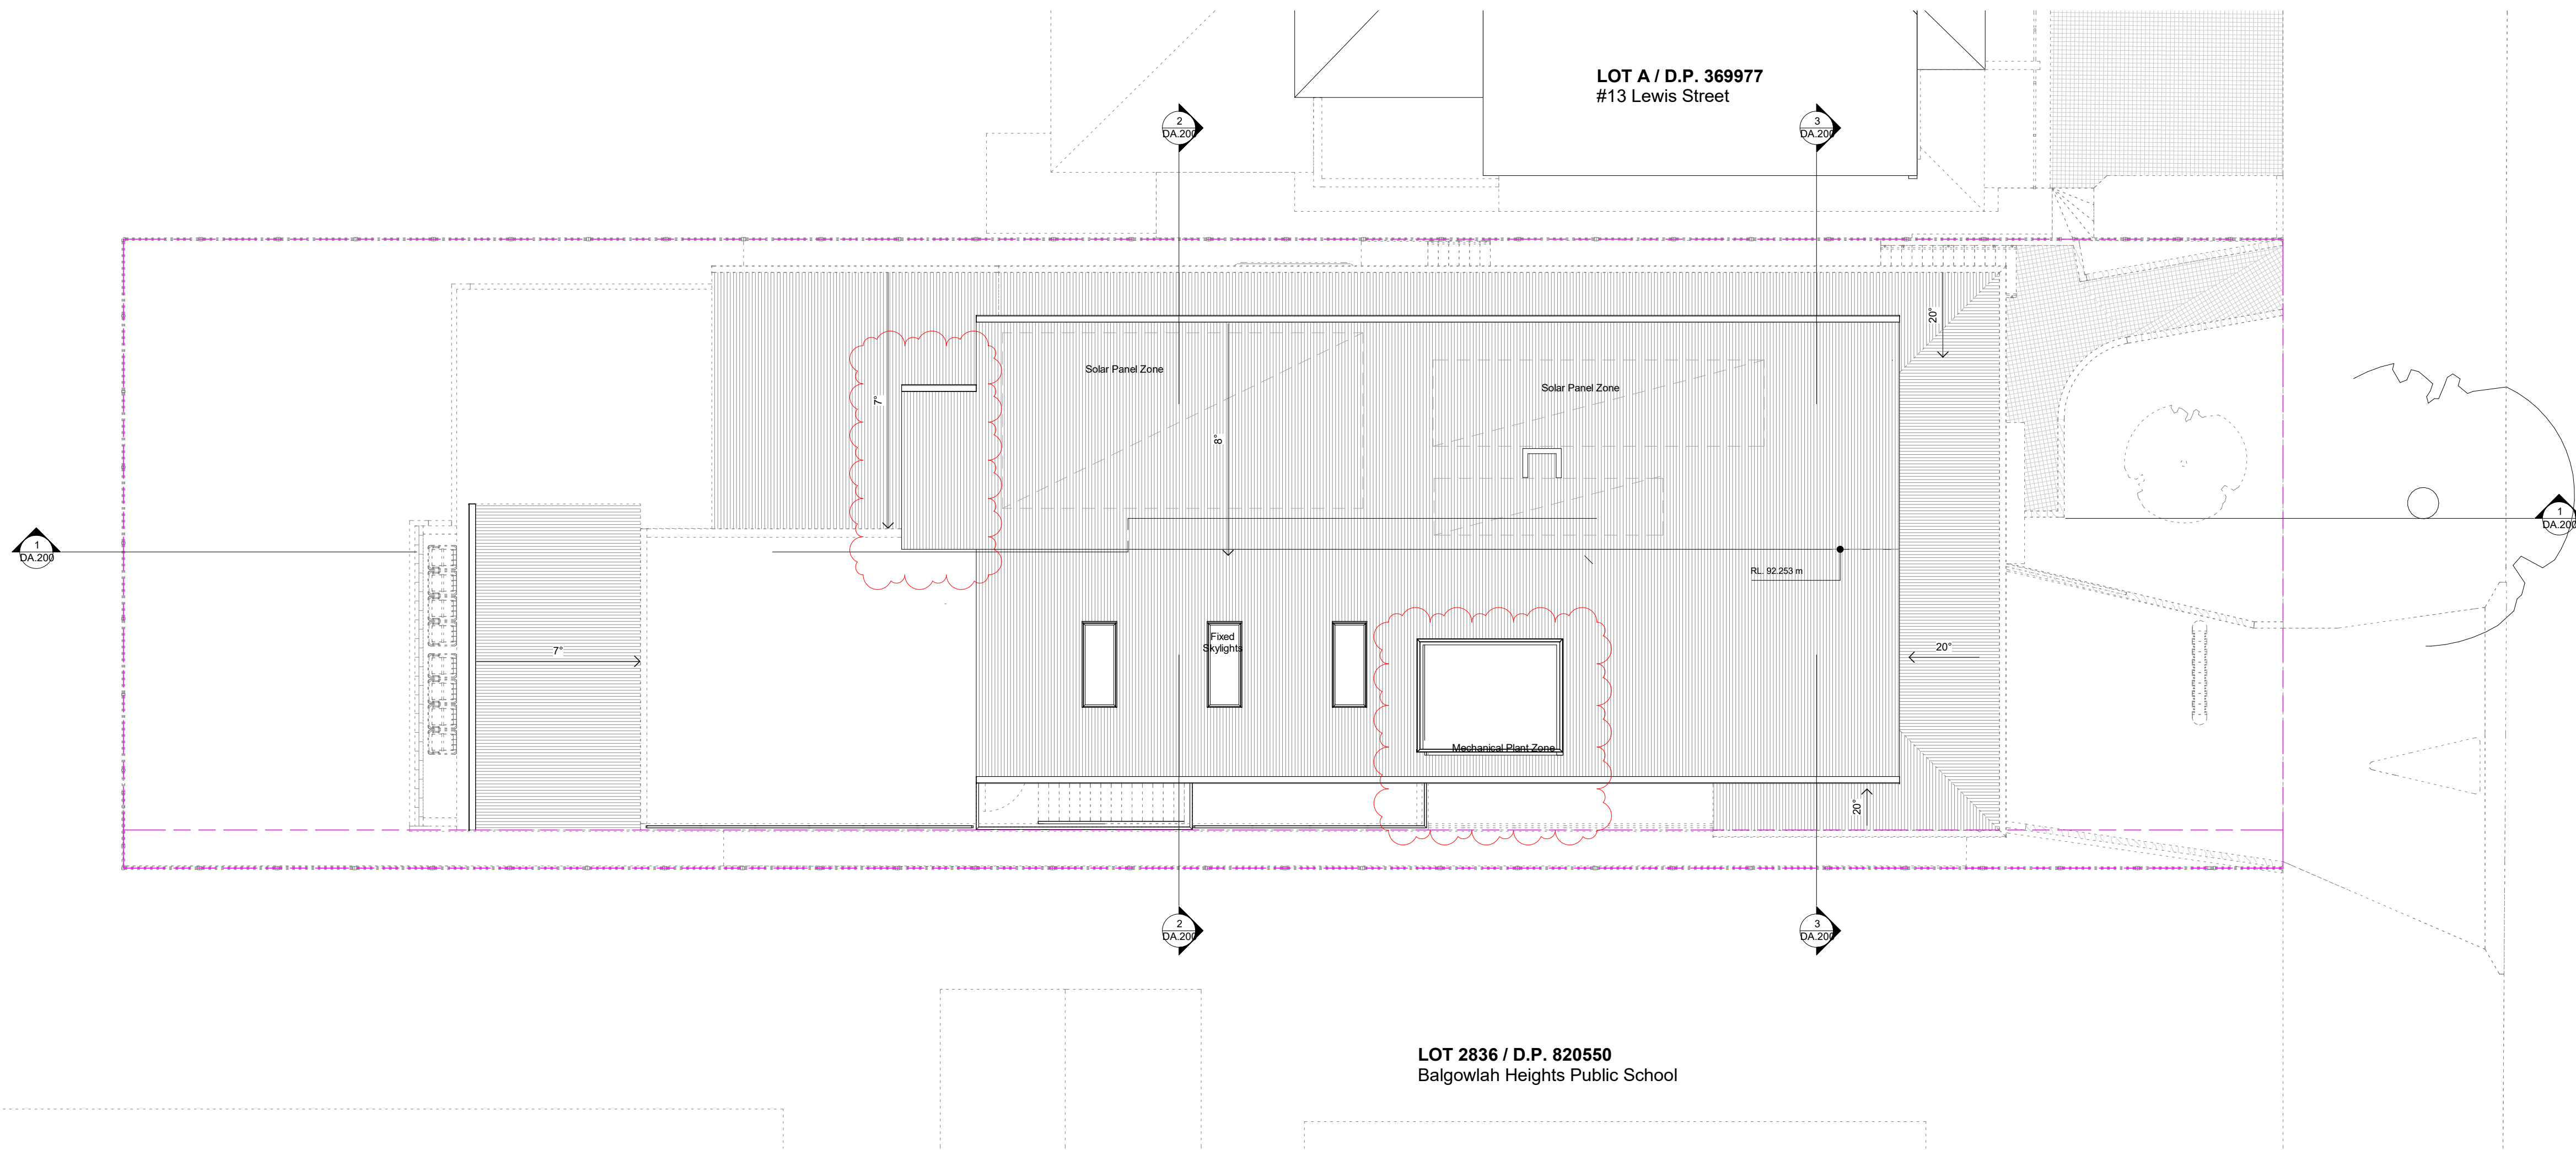 LOT A / D.P. 369977
#13 Lewis Street
2
DA.200
3
DA.200
20°
Solar Panel Zone
Solar Panel Zone
7°
8°
1
DA.200
1
DA.200
RL. 92.253 m
Fixed
Skylights
7°
20°
Mechanical Plant Zone
20°
2
DA.200
3
DA.200
LOT 2836 / D.P. 820550
Balgowlah Heights Public School